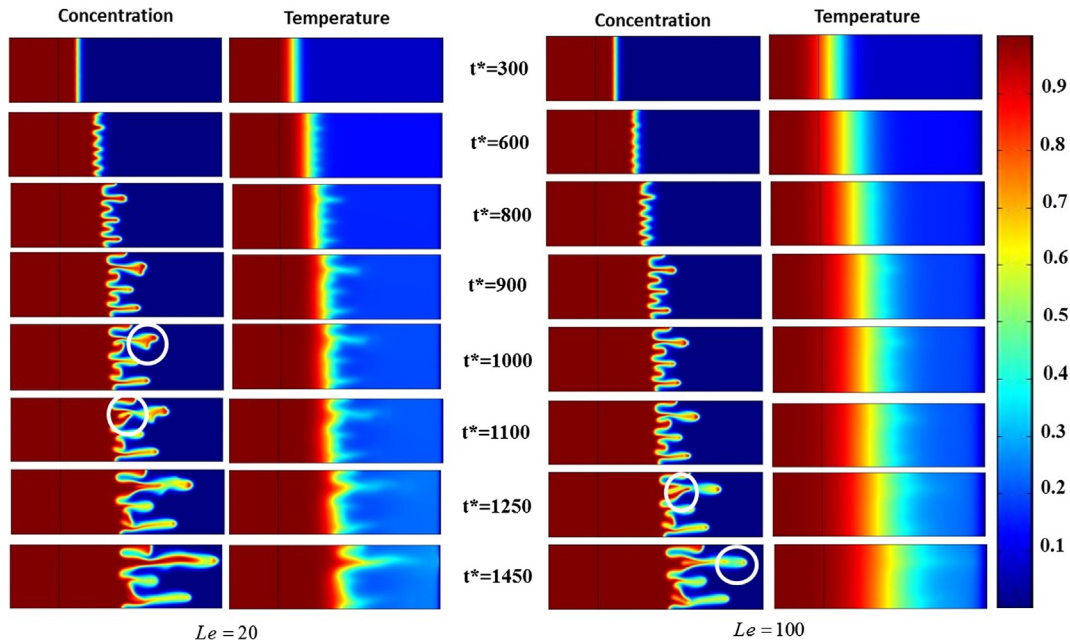 Concentration Temperature Concentration Temperature
t*=300
0.9
t*=600
0.8
t*=800
0.7
t*=900
0.6
0.5
t*=1000
0.4
t*=1100
0.3
0.2
t*=1250
0.1
t*=1450
Le = 20 Le = 100